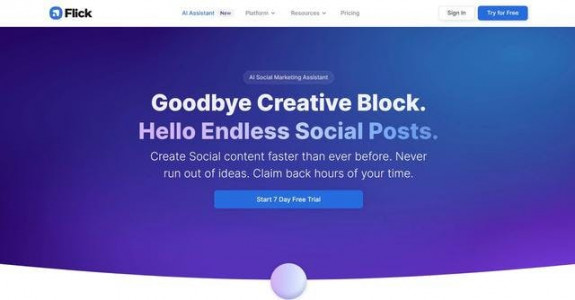 Flick
AI Assistant New Platform Resources Pricing Sign In Try for Free
AI Social Marketing Assistant
Goodbye Creative Block.
Hello Endless Social Posts.
Create Social content faster than ever before. Never
run out of ideas. Claim back hours of your time.
Start 7 Day Free Trial